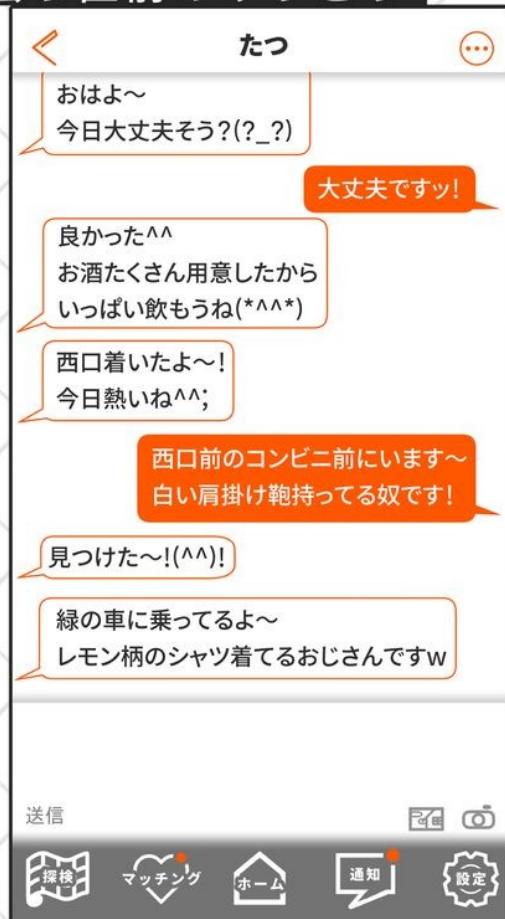 たつ
おはよ〜
今日大丈夫そう?(?_?)
大丈夫ですッ!
良かった^^
お酒たくさん用意したから
いっぱい飲もうね(*^^*)
西口着いたよ〜!
今日熱いね^^;
西口前のコンビニ前にいます〜
白い肩掛け鞄持ってる奴です!
見つけた〜!(^^)!
緑の車に乗ってるよ〜
レモン柄のシャツ着てるおじさんですw
送信
探検
マッチング
ホーム
通知
設定